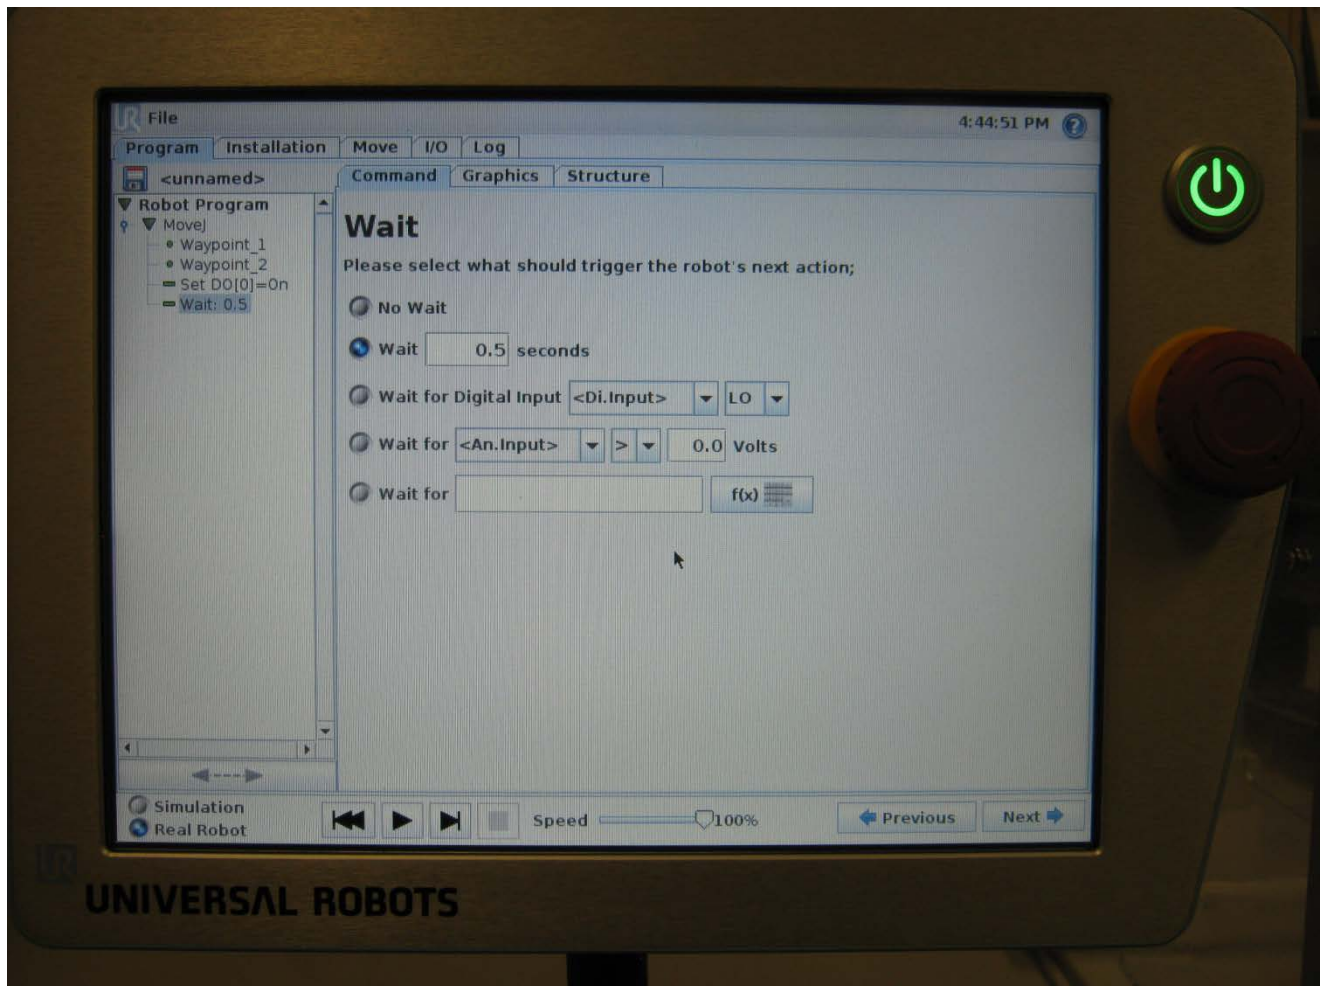 UR File 4:44:51 PM ?
Program Installation Move I/O Log
<unnamed> Command Graphics Structure
Robot Program
MoveJ
Waypoint_1
Waypoint_2
Set DO[0]=On
Wait: 0.5
Wait
Please select what should trigger the robot's next action;
No Wait
Wait 0.5 seconds
Wait for Digital Input <Di.Input> LO
Wait for <An.Input> > 0.0 Volts
Wait for f(x)
Simulation
Real Robot
Speed 100%
Previous Next
UR
UNIVERSAL ROBOTS